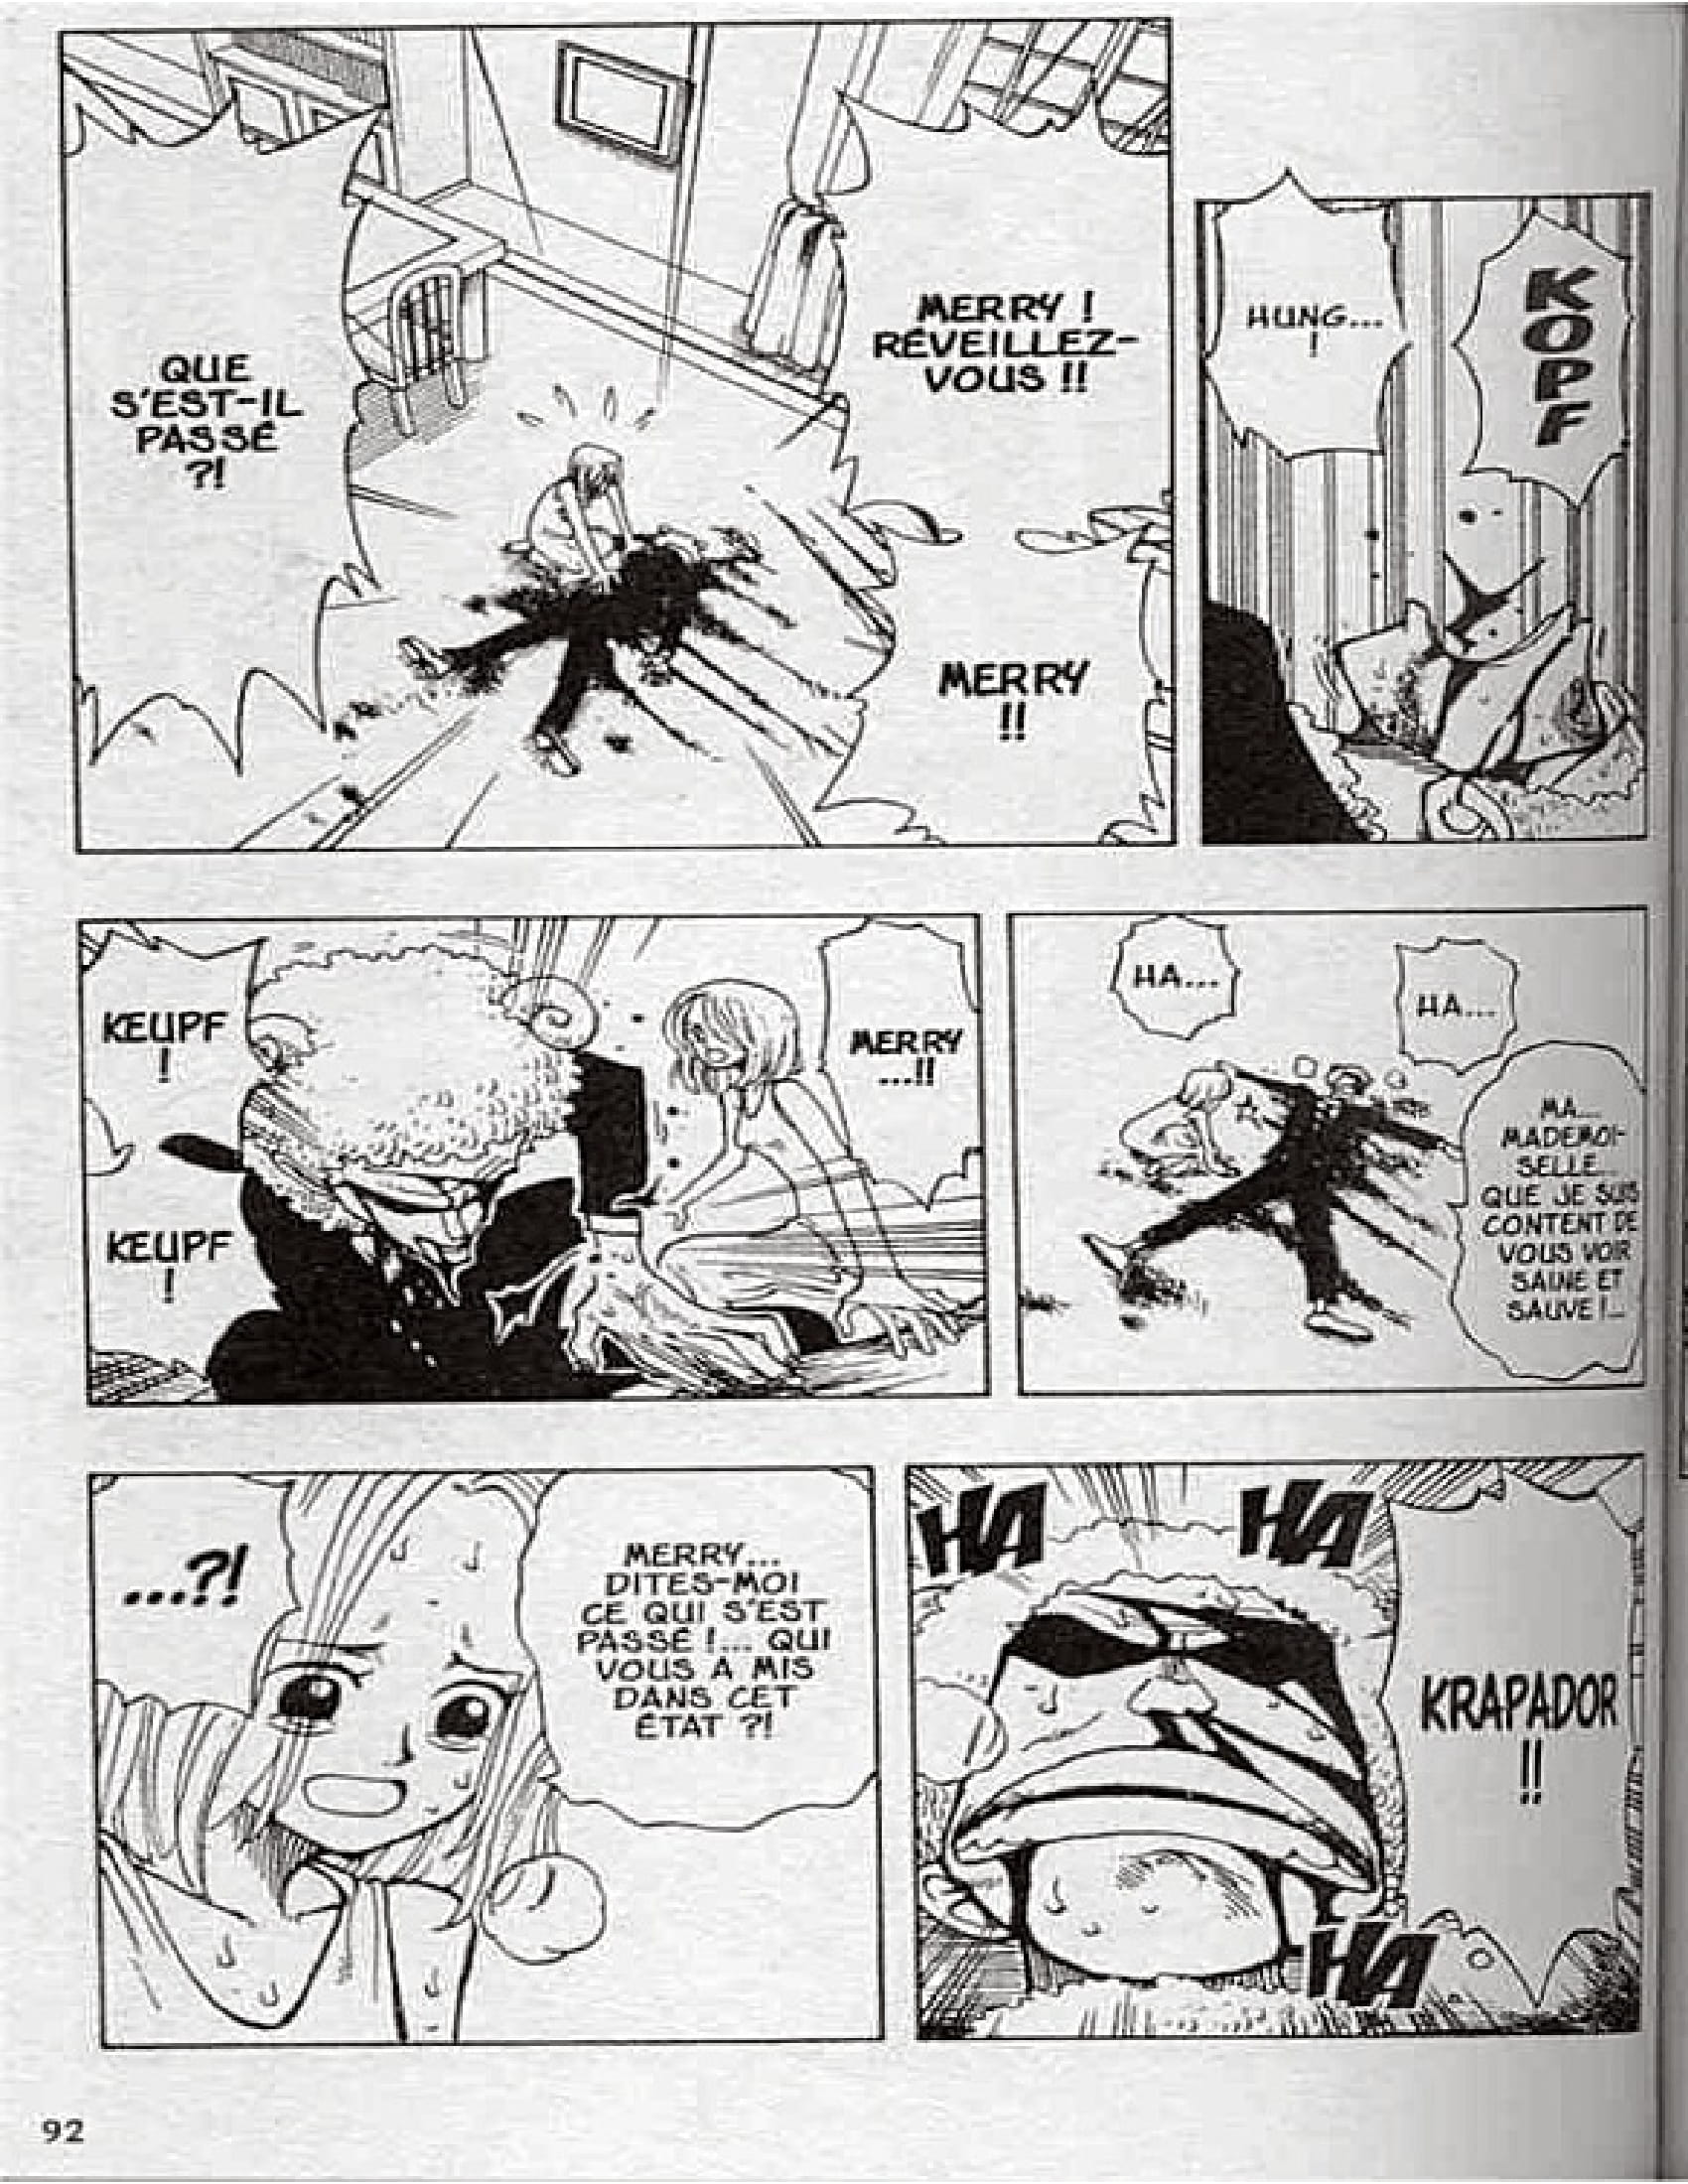 KOPF
HUNG...
!
MERRY !
RÉVEILLEZ-
VOUS !!
MERRY
!!
QUE
S'EST-IL
PASSÉ
?!
HA...
HA...
MA...
MADEMOI-
SELLE...
QUE JE SUIS
CONTENT DE
VOUS VOIR
SAINE ET
SAUVE !...
MERRY
...!!
KEUPF
!
KEUPF
!
KRAPADOR
!!
HA
HA
HA
MERRY...
DITES-MOI
CE QUI S'EST
PASSÉ !... QUI
VOUS A MIS
DANS CET
ÉTAT ?!
...?!
92